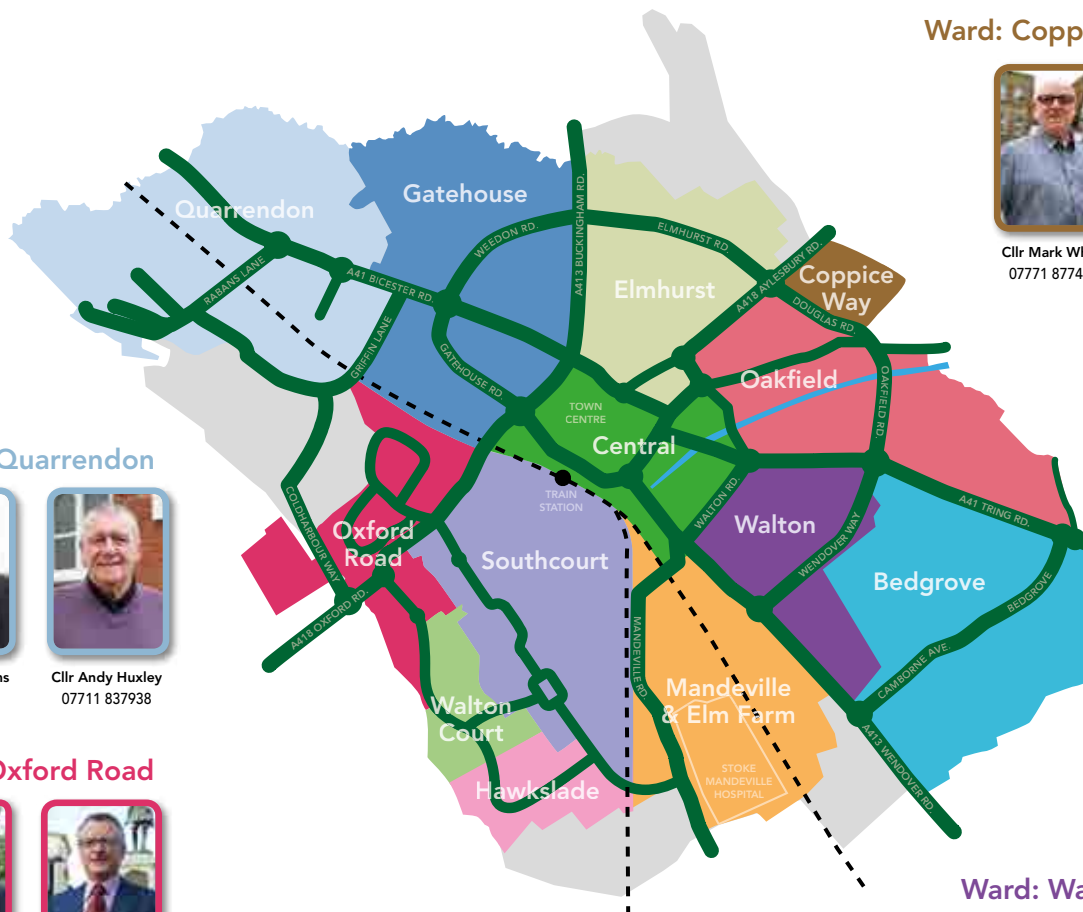 Ward: Copp
Cllr Mark Wh
07771 8774
Quarrendon
Gatehouse
WEEDON RD.
A413 BUCKINGHAM RD.
ELMHURST RD
RABANS LANE
A41 BICESTER RD.
Elmhurst
A418 AYLESBURY RD.
Coppice
Way
DOUGLAS RD.
GRIFFIN LANE
GATEHOUSE RD
Oakfield
OAKFIELD RD.
TOWN
CENTRE
Central
Quarrendon
TRAIN
STATION
COLDHARBOUR WAY
Oxford
Road
WALTON RD.
Walton
A41 TRING RD.
Southcourt
WENDOVER WAY
Bedgrove
BEDGROVE
A418 OXFORD RD.
MANDEVILLE RD.
CAMBORNE AVE.
ns
Cllr Andy Huxley
07711 837938
Mandeville
& Elm Farm
Walton
Court
A413 WENDOVER RD.
Oxford Road
STOKE
MANDEVILLE
HOSPITAL
Hawkslade
Ward: Wa